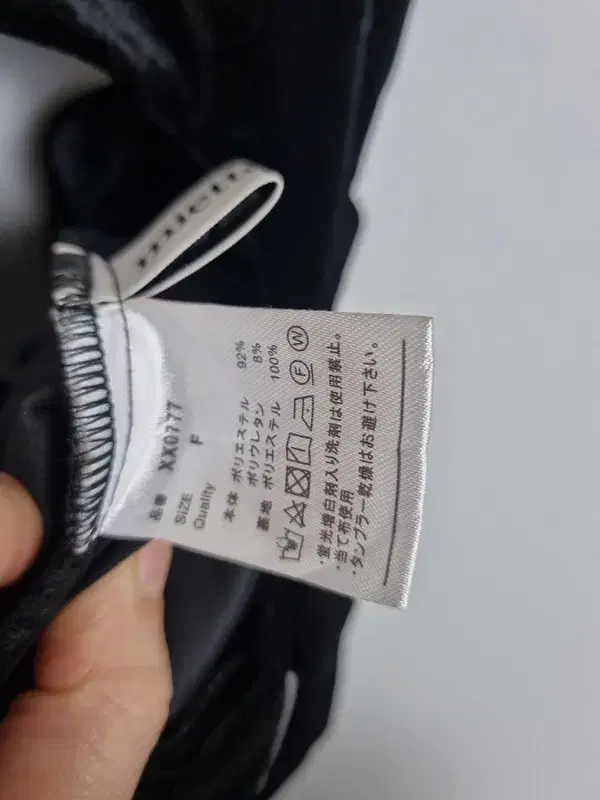 品番 XX0777
SIZE F
Quality
本体 ポリエステル 92%
ポリウレタン 8%
裏地 ポリエステル 100%
F W
・蛍光増白剤入り洗剤は使用禁止。
・当て布使用
・タンブラー乾燥はお避け下さい。